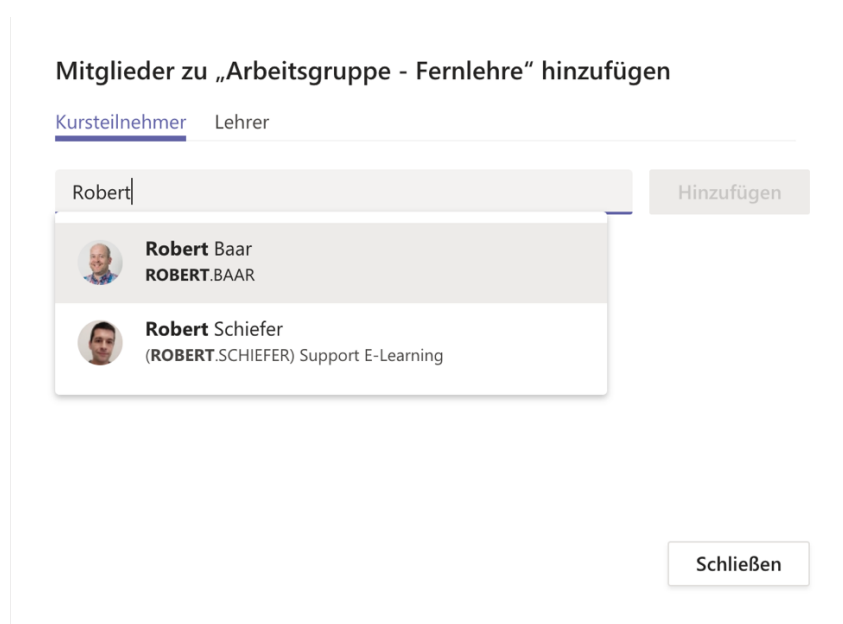 Mitglieder zu „Arbeitsgruppe - Fernlehre“ hinzufügen
Kursteilnehmer Lehrer
Robert Hinzufügen
Robert Baar
ROBERT.BAAR
Robert Schiefer
(ROBERT.SCHIEFER) Support E-Learning
Schließen